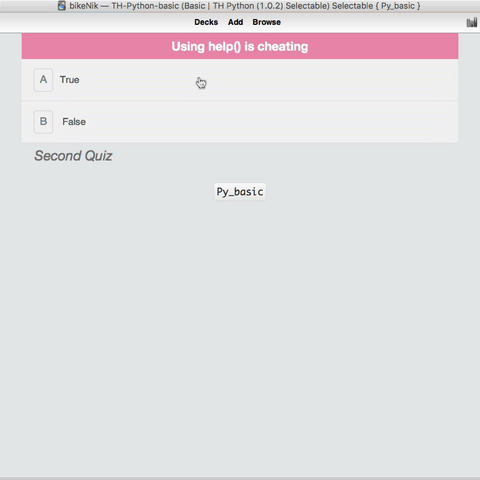 bikeNik — TH-Python-basic (Basic | TH Python (1.0.2) Selectable) Selectable { Py_basic }
Decks Add Browse
Using help() is cheating
A True
B False
Second Quiz
Py_basic